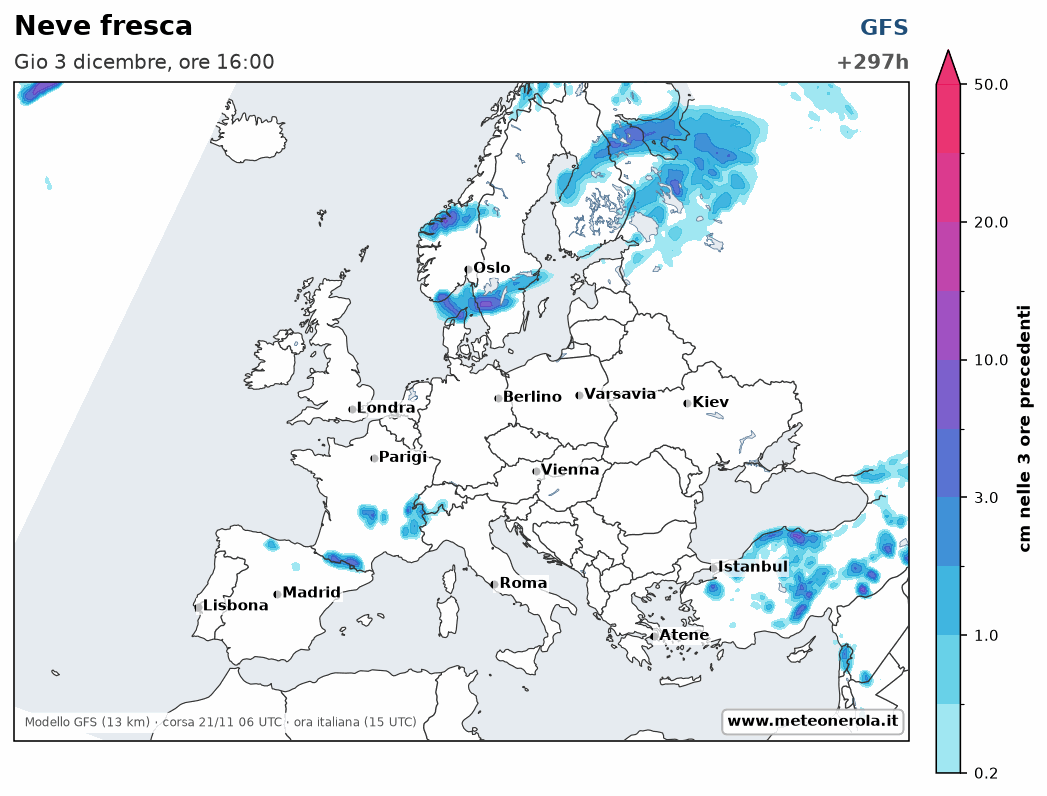 Neve fresca
GFS
Gio 3 dicembre, ore 16:00
+297h
50.0
20.0
10.0
3.0
1.0
0.2
cm nelle 3 ore precedenti
Oslo
Londra
Berlino
Varsavia
Kiev
Parigi
Vienna
Istanbul
Roma
Madrid
Lisbona
Atene
Modello GFS (13 km) · corsa 21/11 06 UTC · ora italiana (15 UTC)
www.meteonerola.it